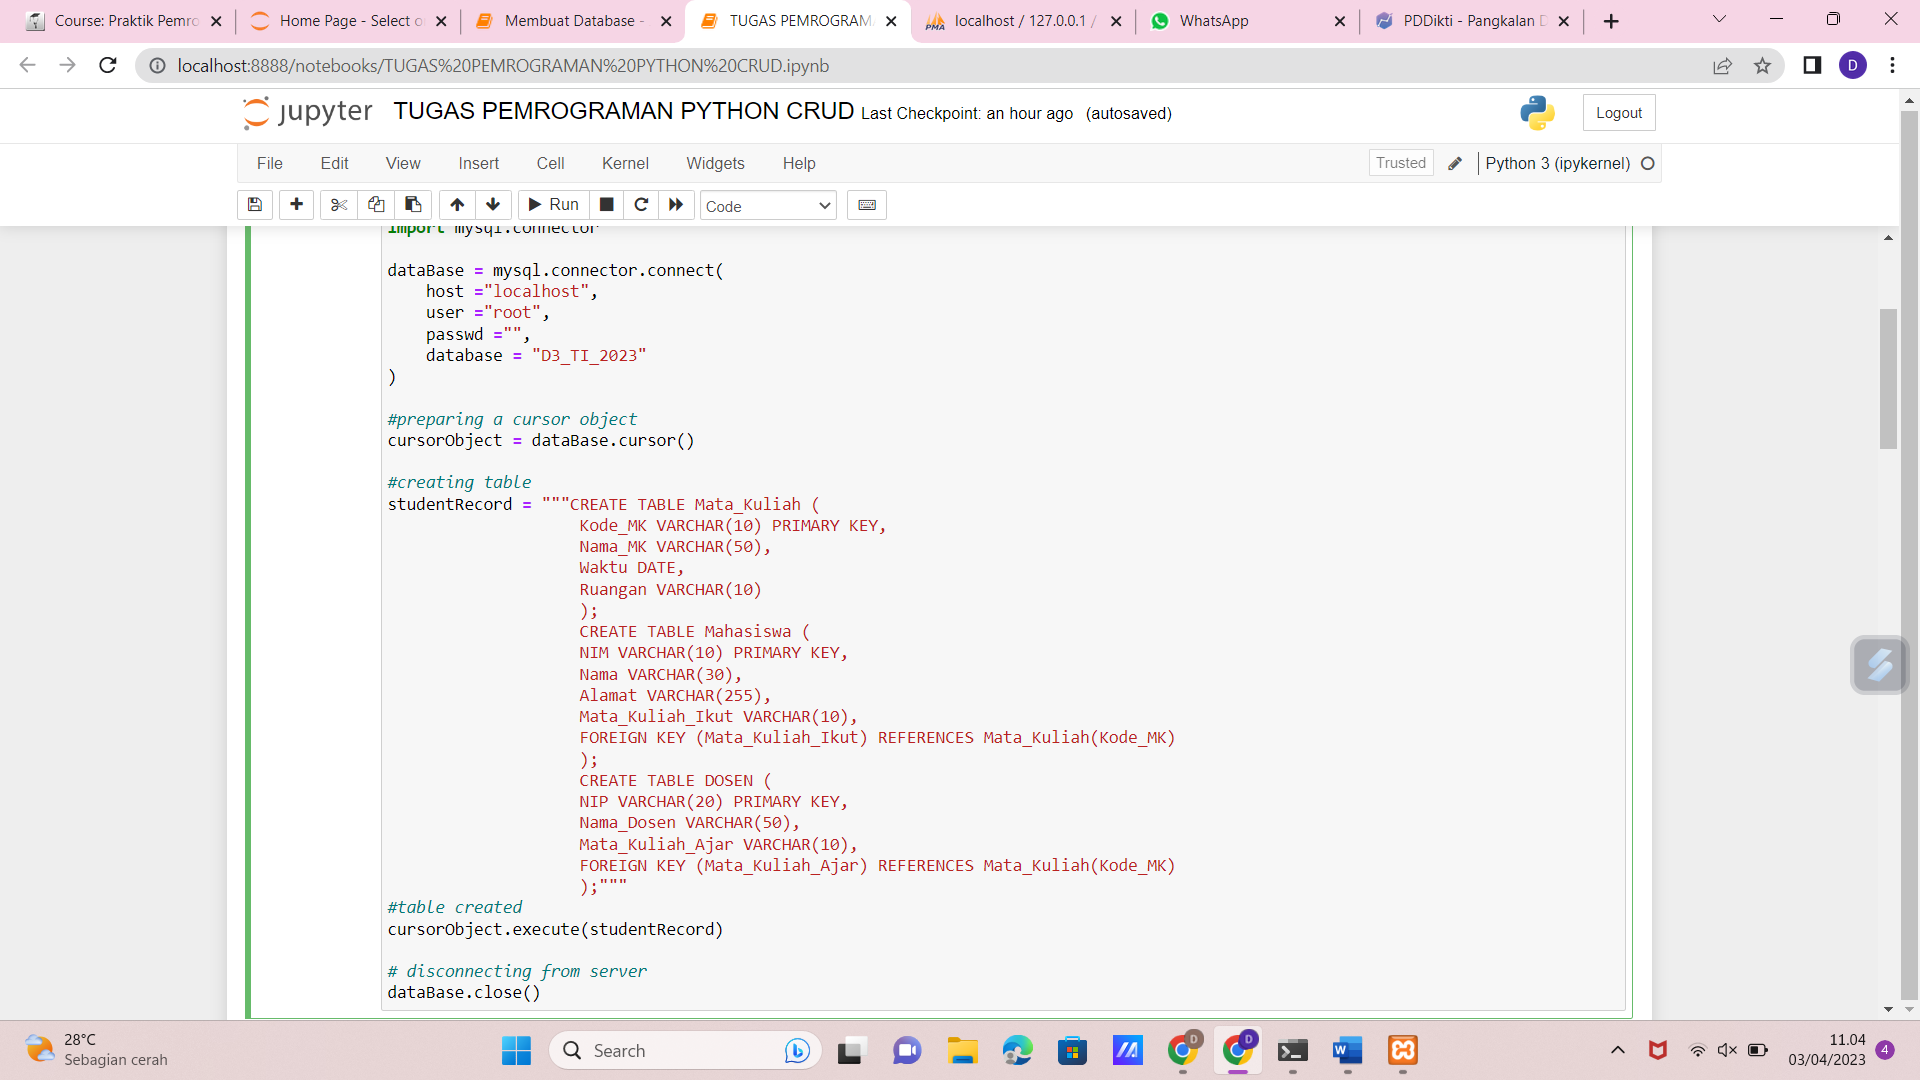 Course: Praktik Pemro
Home Page - Select o
Membuat Database -
TUGAS PEMROGRAM
localhost / 127.0.0.1 /
WhatsApp
PDDikti - Pangkalan D
localhost:8888/notebooks/TUGAS%20PEMROGRAMAN%20PYTHON%20CRUD.ipynb
D
jupyter TUGAS PEMROGRAMAN PYTHON CRUD Last Checkpoint: an hour ago (autosaved)
Logout
File Edit View Insert Cell Kernel Widgets Help
Trusted Python 3 (ipykernel)
Run Code
import mysql.connector
dataBase = mysql.connector.connect(
host ="localhost",
user ="root",
passwd ="",
database = "D3_TI_2023"
)
#preparing a cursor object
cursorObject = dataBase.cursor()
#creating table
studentRecord = """CREATE TABLE Mata_Kuliah (
Kode_MK VARCHAR(10) PRIMARY KEY,
Nama_MK VARCHAR(50),
Waktu DATE,
Ruangan VARCHAR(10)
);
CREATE TABLE Mahasiswa (
NIM VARCHAR(10) PRIMARY KEY,
Nama VARCHAR(30),
Alamat VARCHAR(255),
Mata_Kuliah_Ikut VARCHAR(10),
FOREIGN KEY (Mata_Kuliah_Ikut) REFERENCES Mata_Kuliah(Kode_MK)
);
CREATE TABLE DOSEN (
NIP VARCHAR(20) PRIMARY KEY,
Nama_Dosen VARCHAR(50),
Mata_Kuliah_Ajar VARCHAR(10),
FOREIGN KEY (Mata_Kuliah_Ajar) REFERENCES Mata_Kuliah(Kode_MK)
);"""
#table created
cursorObject.execute(studentRecord)
# disconnecting from server
dataBase.close()
28°C
Sebagian cerah
Search
11.04
03/04/2023
4